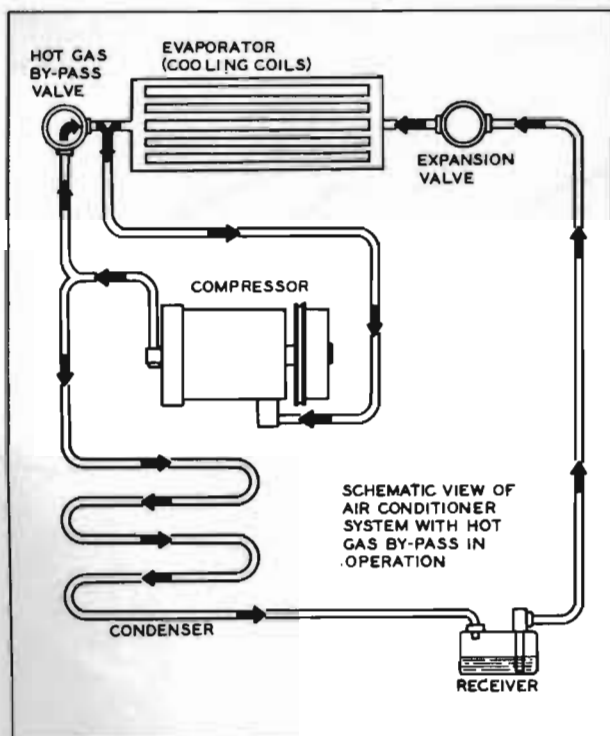 HOT GAS
BY-PASS
VALVE
EVAPORATOR
(COOLING COILS)
EXPANSION
VALVE
COMPRESSOR
SCHEMATIC VIEW OF
AIR CONDITIONER
SYSTEM WITH HOT
GAS BY-PASS IN
OPERATION
CONDENSER
RECEIVER